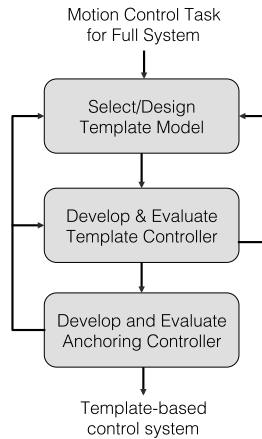 Motion Control Task
for Full System
Select/Design
Template Model
Develop & Evaluate
Template Controller
Develop and Evaluate
Anchoring Controller
Template-based
control system